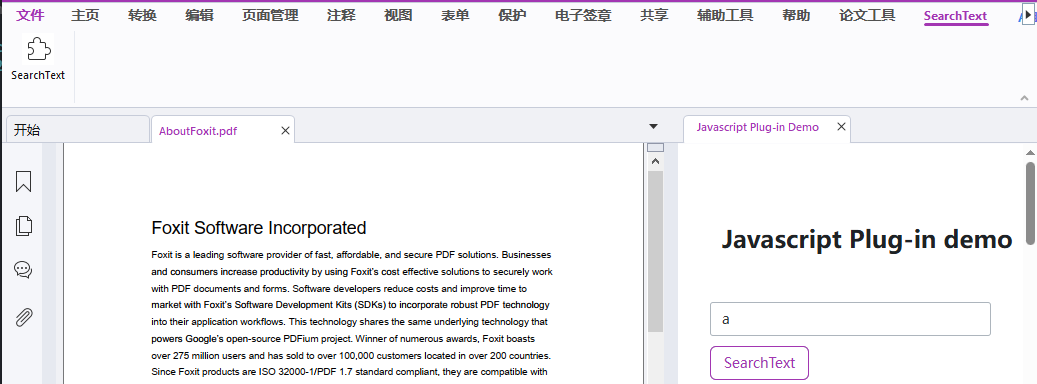 文件 主页 转换 编辑 页面管理 注释 视图 表单 保护 电子签章 共享 辅助工具 帮助 论文工具 SearchText
SearchText
开始 AboutFoxit.pdf Javascript Plug-in Demo
Foxit Software Incorporated
Foxit is a leading software provider of fast, affordable, and secure PDF solutions. Businesses
and consumers increase productivity by using Foxit's cost effective solutions to securely work
with PDF documents and forms. Software developers reduce costs and improve time to
market with Foxit's Software Development Kits (SDKs) to incorporate robust PDF technology
into their application workflows. This technology shares the same underlying technology that
powers Google's open-source PDFium project. Winner of numerous awards, Foxit boasts
over 275 million users and has sold to over 100,000 customers located in over 200 countries.
Since Foxit products are ISO 32000-1/PDF 1.7 standard compliant, they are compatible with
Javascript Plug-in demo
a
SearchText